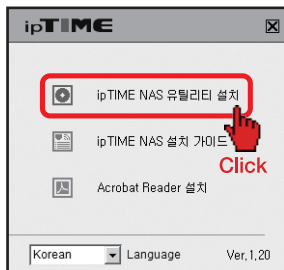 ipTIME
ipTIME NAS 유틸리티 설치
ipTIME NAS 설치 가이드
Click
Acrobat Reader 설치
Korean Language Ver,1,20